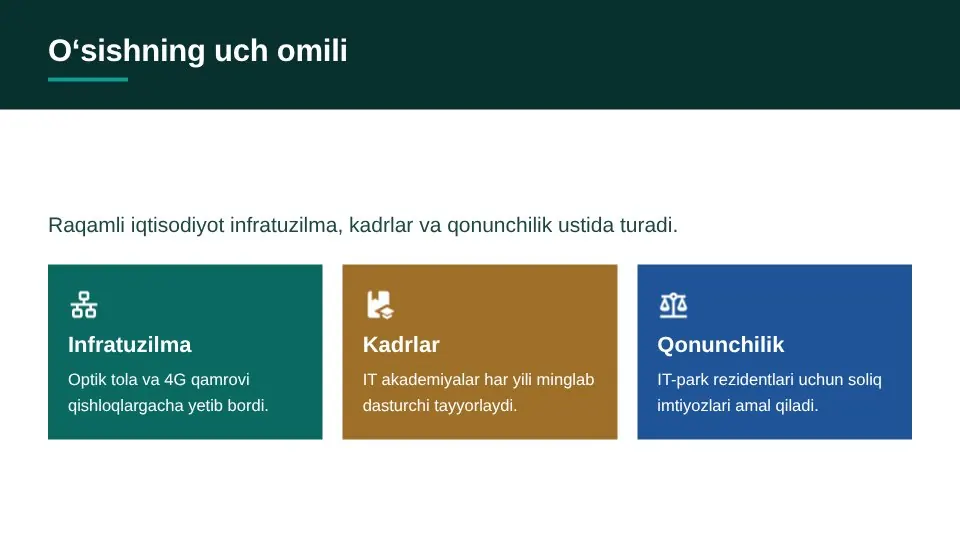 O‘sishning uch omili
Raqamli iqtisodiyot infratuzilma, kadrlar va qonunchilik ustida turadi.
Infratuzilma
Optik tola va 4G qamrovi
qishloqlargacha yetib bordi.
Kadrlar
IT akademiyalar har yili minglab
dasturchi tayyorlaydi.
Qonunchilik
IT-park rezidentlari uchun soliq
imtiyozlari amal qiladi.